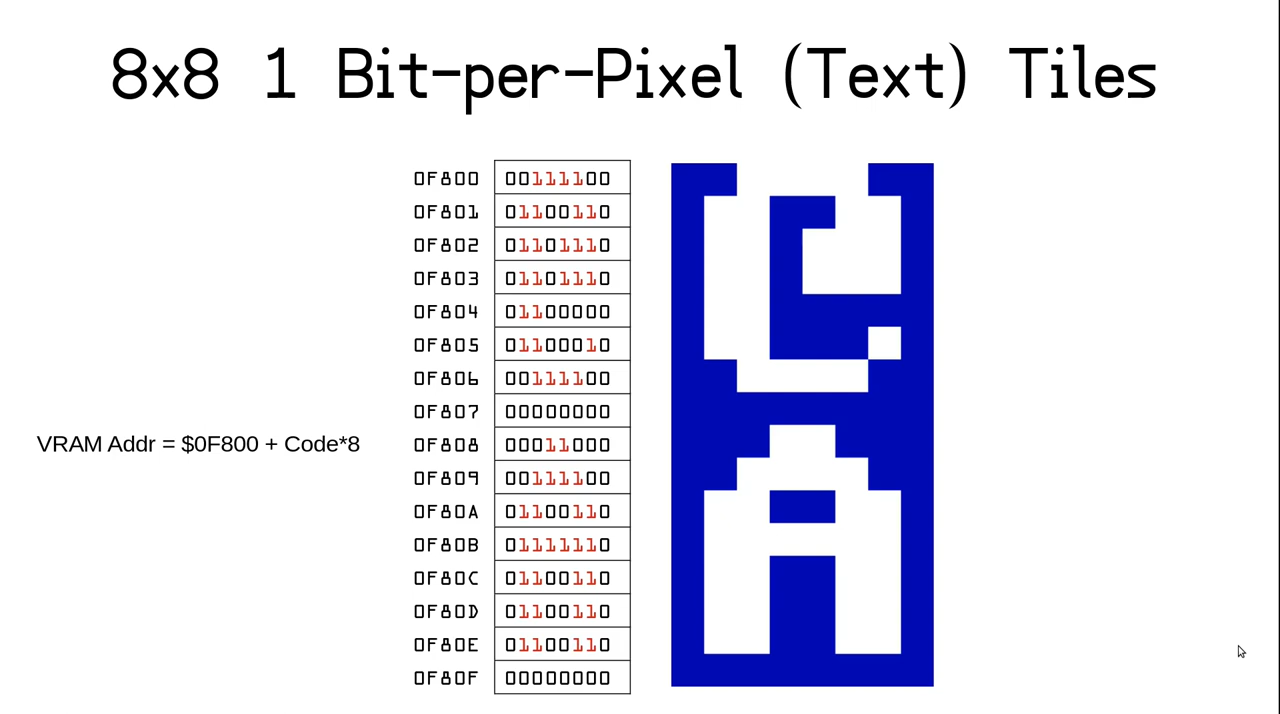 8x8 1 Bit-per-Pixel (Text) Tiles
0F800 00111100
0F801 01100110
0F802 01101110
0F803 01101110
0F804 01100000
0F805 01100010
0F806 00111100
0F807 00000000
VRAM Addr = $0F800 + Code*8
0F808 00011000
0F809 00111100
0F80A 01100110
0F80B 01111110
0F80C 01100110
0F80D 01100110
0F80E 01100110
0F80F 00000000